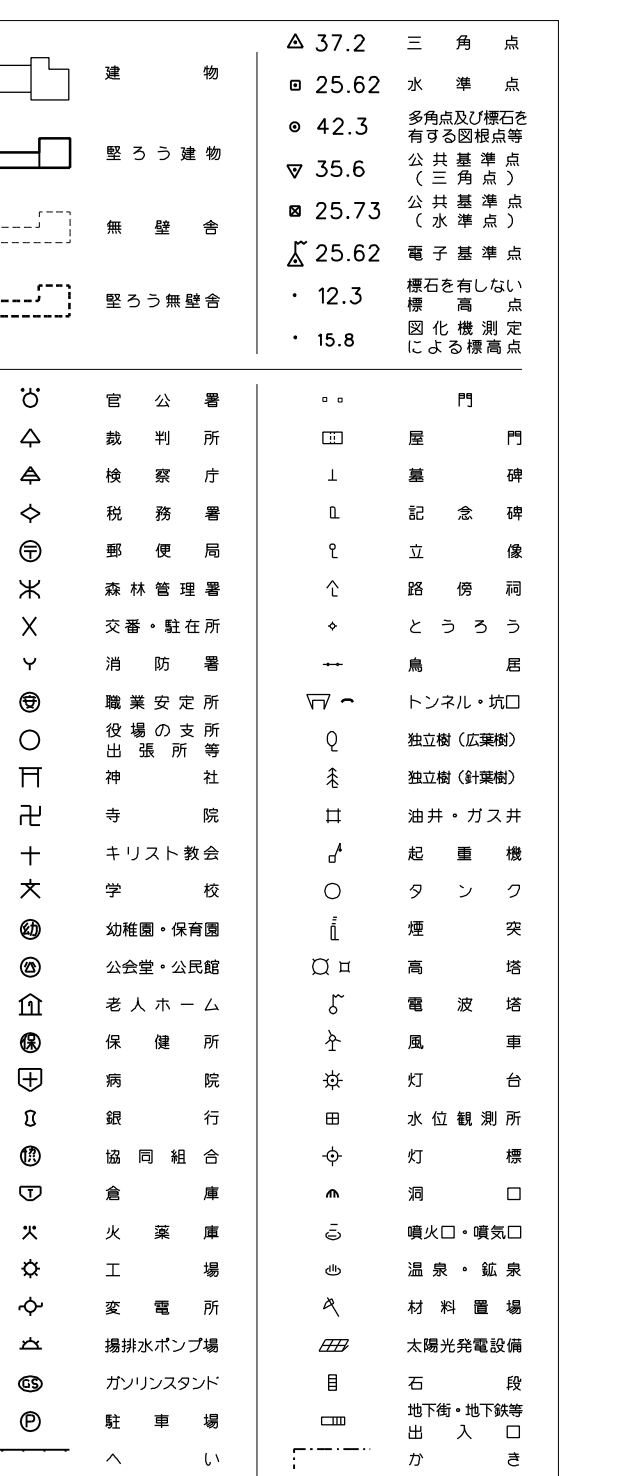 建物
堅ろう建物
無壁舎
堅ろう無壁舎
37.2 三角点
25.62 水準点
42.3 多角点及び標石を
有する図根点等
35.6 公共基準点
(三角点)
25.73 公共基準点
(水準点)
25.62 電子基準点
12.3 標石を有しない
標高点
15.8 図化機測定
による標高点
官公署
裁判所
検察庁
税務署
郵便局
森林管理署
交番・駐在所
消防署
職業安定所
役場の支所
出張所等
神社
寺院
キリスト教会
文 学校
幼 幼稚園・保育園
公 公会堂・公民館
老人ホーム
保 保健所
病院
銀行
協同組合
倉庫
火薬庫
工場
変電所
揚排水ポンプ場
GS ガソリンスタンド
P 駐車場
へい
門
屋門
墓碑
記念碑
立像
路傍祠
とうろう
鳥居
トンネル・坑口
独立樹(広葉樹)
独立樹(針葉樹)
油井・ガス井
起重機
タンク
煙突
高塔
電波塔
風車
灯台
水位観測所
灯標
洞口
噴火口・噴気口
温泉・鉱泉
材料置場
太陽光発電設備
石段
地下街・地下鉄等
出入口
かき